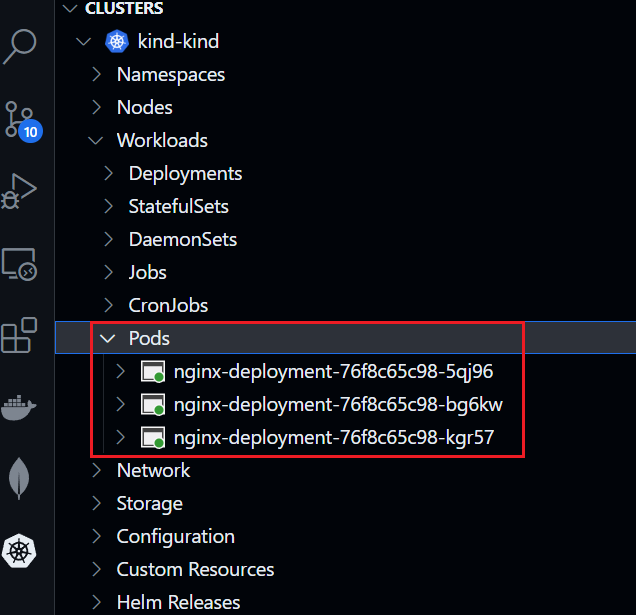 CLUSTERS
kind-kind
Namespaces
Nodes
10
Workloads
Deployments
StatefulSets
DaemonSets
Jobs
CronJobs
Pods
nginx-deployment-76f8c65c98-5qj96
nginx-deployment-76f8c65c98-bg6kw
nginx-deployment-76f8c65c98-kgr57
Network
Storage
Configuration
Custom Resources
Helm Releases